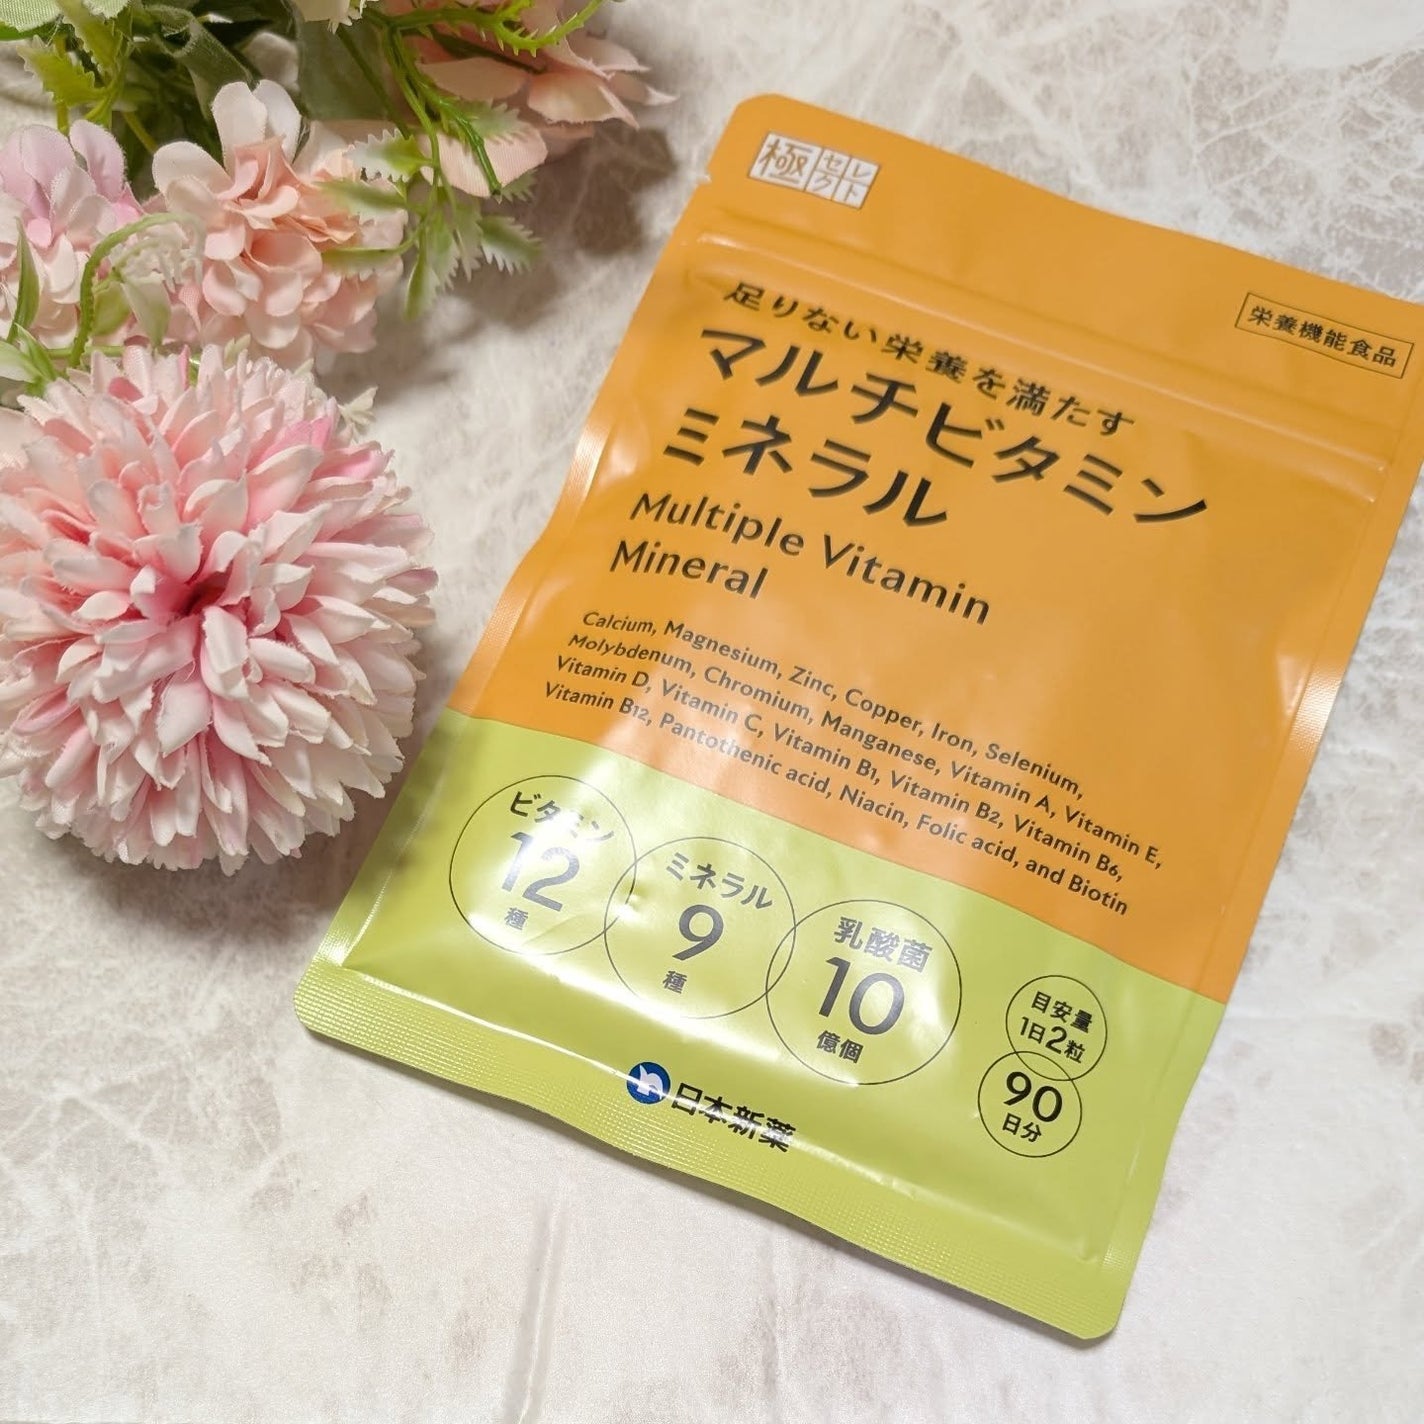 極セレクト
栄養機能食品
足りない栄養を満たす
マルチビタミン
ミネラル
Multiple Vitamin
Mineral
Calcium, Magnesium, Zinc, Copper, Iron, Selenium,
Molybdenum, Chromium, Manganese, Vitamin A, Vitamin E,
Vitamin D, Vitamin C, Vitamin B1, Vitamin B2, Vitamin B6,
Vitamin B12, Pantothenic acid, Niacin, Folic acid, and Biotin
ビタミン
12
種
ミネラル
9
種
乳酸菌
10
億個
目安量
1日2粒
90
日分
日本新薬